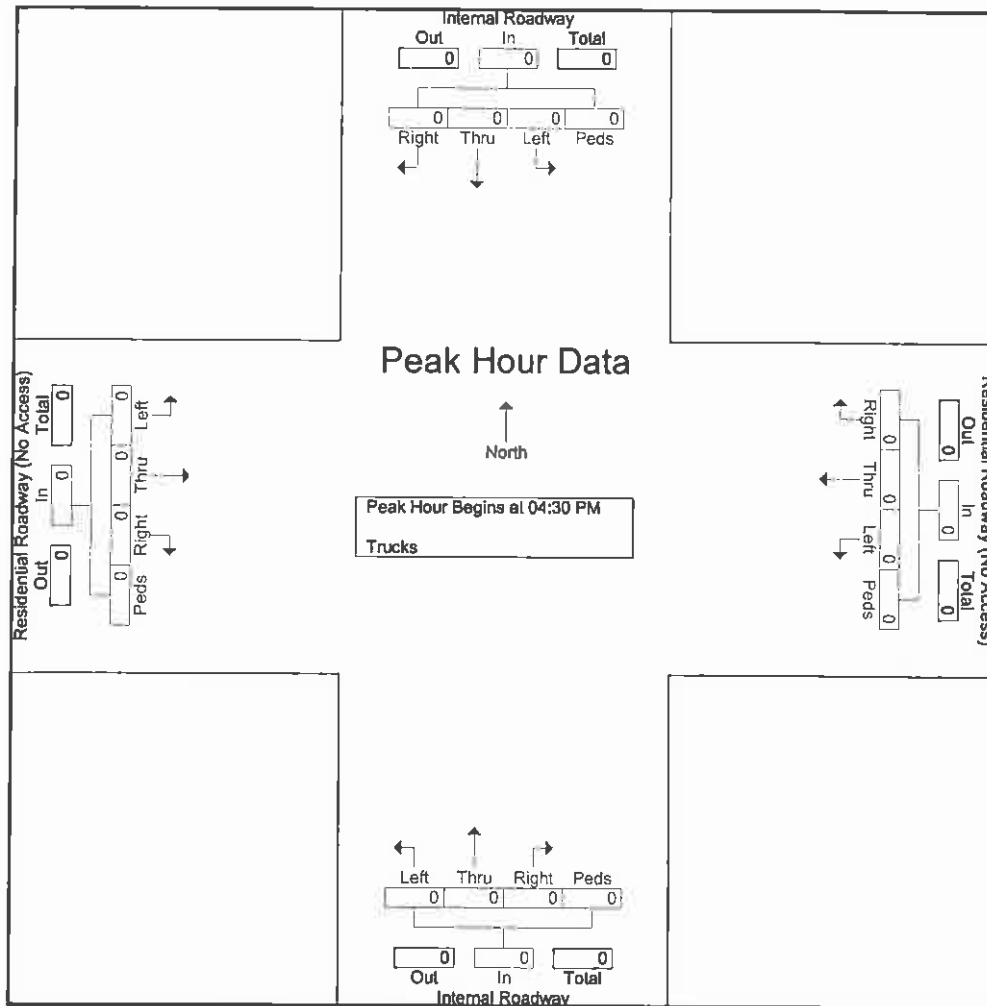 Internal Roadway
Out In Total
0 0 0
0 0 0 0
Right Thru Left Peds
Peak Hour Data
North
Peak Hour Begins at 04:30 PM
Trucks
Residential Roadway (No Access)
Out In Total
0 0 0
0 0 0 0
Peds Right Thru Left
Residential Roadway (No Access)
Out In Total
0 0 0
0 0 0 0
Right Thru Left Peds
Left Thru Right Peds
0 0 0 0
0 0 0
Out In Total
Internal Roadway